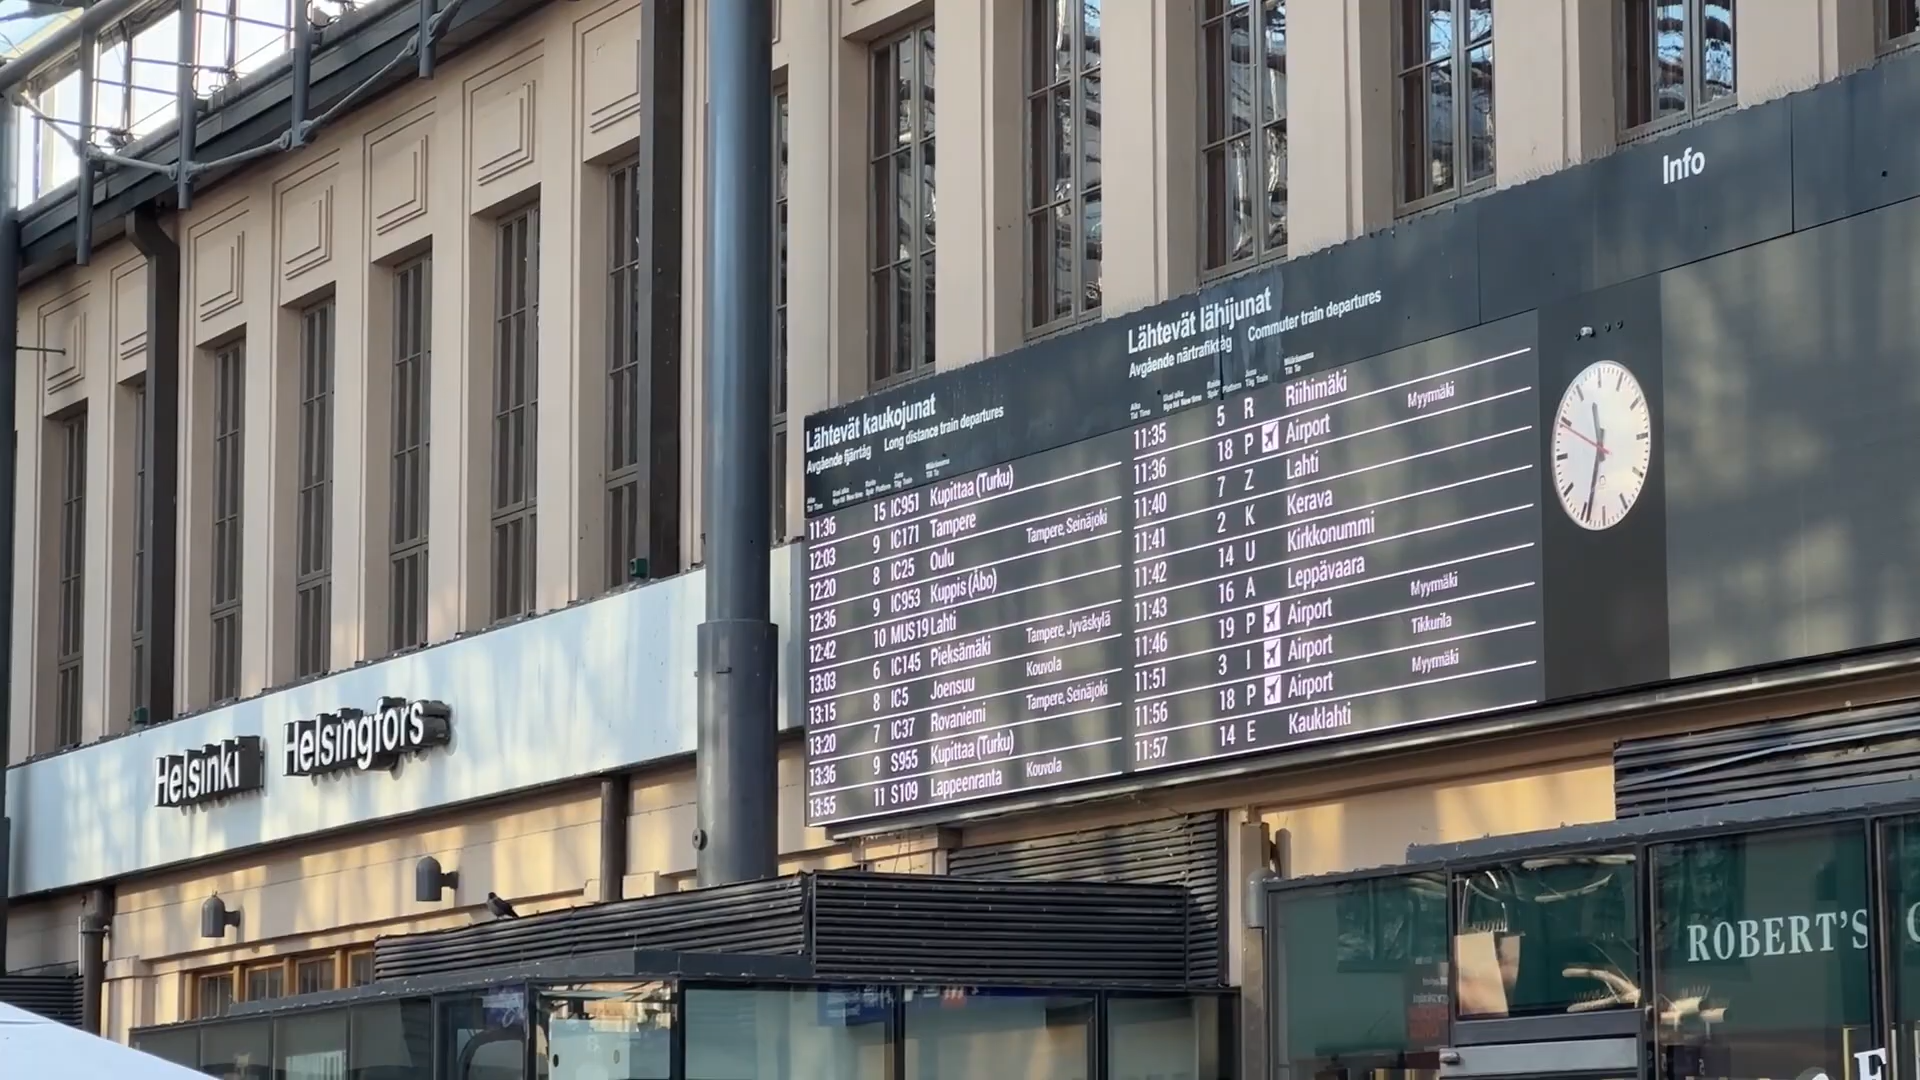 Info
Helsinki Helsingfors
Lähtevät kaukojunat
Avgående fjärrtåg Long distance train departures
11:36 15 IC951 Kupittaa (Turku)
12:03 9 IC171 Tampere
12:20 8 IC25 Oulu Tampere, Seinäjoki
12:36 9 IC953 Kuppis (Åbo)
12:42 10 MUS19 Lahti
13:03 6 IC145 Pieksämäki Tampere, Jyväskylä
13:15 8 IC5 Joensuu Kouvola
13:20 7 IC37 Rovaniemi Tampere, Seinäjoki
13:36 9 S955 Kupittaa (Turku)
13:55 11 S109 Lappeenranta Kouvola
Lähtevät lähijunat
Avgående närtrafiktåg Commuter train departures
11:35 5 R Riihimäki
11:36 18 P Airport Myyrmäki
11:40 7 Z Lahti
11:41 2 K Kerava
11:42 14 U Kirkkonummi
11:43 16 A Leppävaara
11:46 19 P Airport Myyrmäki
11:51 3 I Airport Tikkurila
11:56 18 P Airport Myyrmäki
11:57 14 E Kauklahti
ROBERT'S